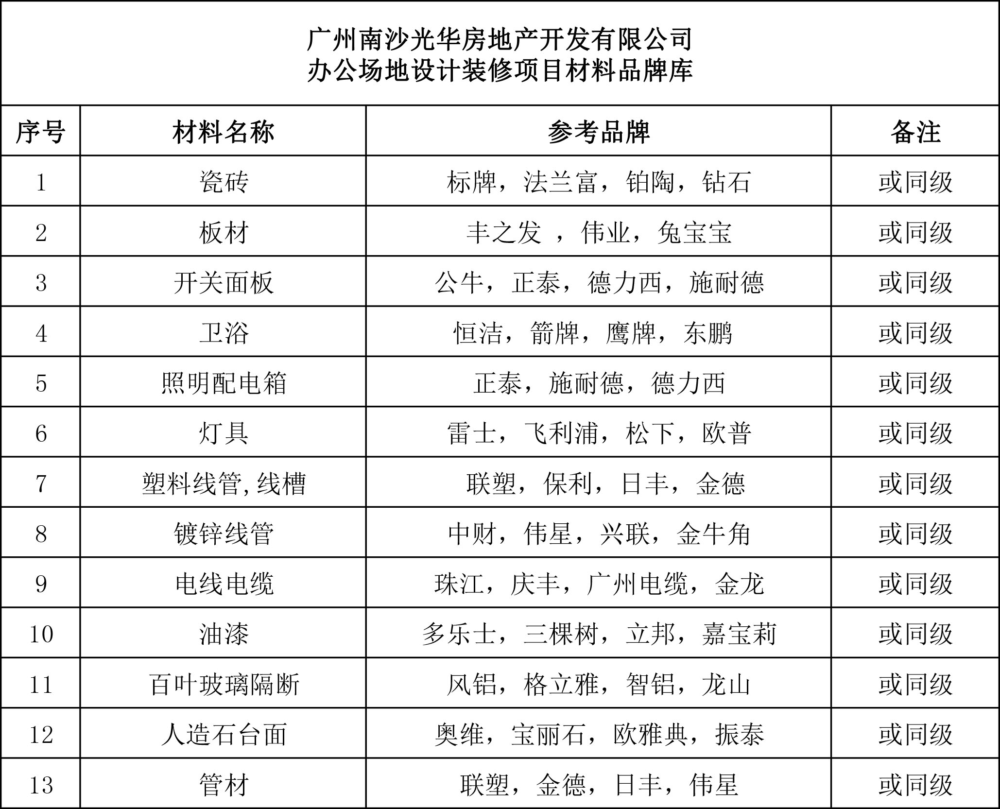 广州南沙光华房地产开发有限公司
办公场地设计装修项目材料品牌库
序号 材料名称 参考品牌 备注
1 瓷砖 标牌，法兰富，铂陶，钻石 或同级
2 板材 丰之发 ，伟业，兔宝宝 或同级
3 开关面板 公牛，正泰，德力西，施耐德 或同级
4 卫浴 恒洁，箭牌，鹰牌，东鹏 或同级
5 照明配电箱 正泰，施耐德，德力西 或同级
6 灯具 雷士，飞利浦，松下，欧普 或同级
7 塑料线管,线槽 联塑，保利，日丰，金德 或同级
8 镀锌线管 中财，伟星，兴联，金牛角 或同级
9 电线电缆 珠江，庆丰，广州电缆，金龙 或同级
10 油漆 多乐士，三棵树，立邦，嘉宝莉 或同级
11 百叶玻璃隔断 风铝，格立雅，智铝，龙山 或同级
12 人造石台面 奥维，宝丽石，欧雅典，振泰 或同级
13 管材 联塑，金德，日丰，伟星 或同级